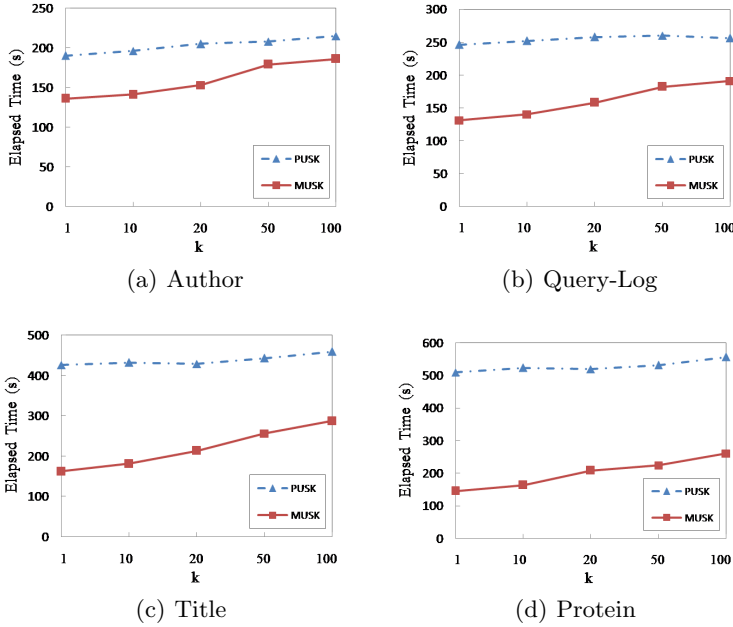 250
200
150
100
50
0
Elapsed Time (s)
PUSK
MUSK
1 10 20 50 100
k
(a) Author
300
250
200
150
100
50
0
Elapsed Time (s)
PUSK
MUSK
1 10 20 50 100
k
(b) Query-Log
500
400
300
200
100
0
Elapsed Time (s)
PUSK
MUSK
1 10 20 50 100
k
(c) Title
600
500
400
300
200
100
0
Elapsed Time (s)
PUSK
MUSK
1 10 20 50 100
k
(d) Protein